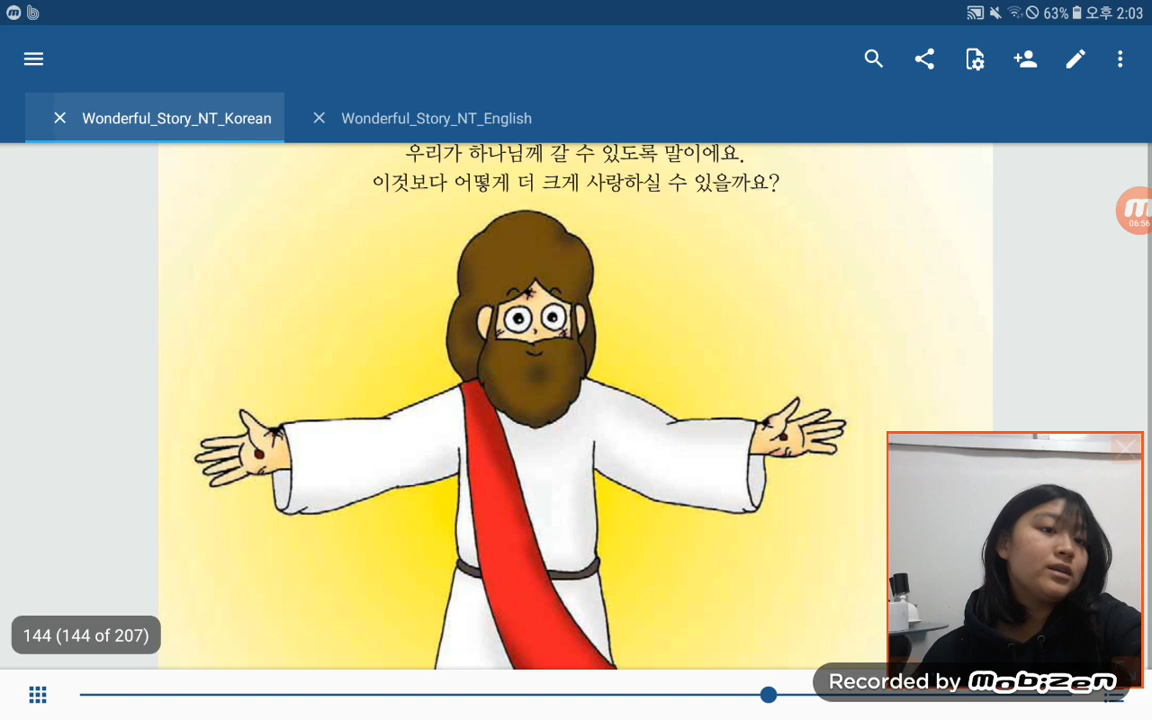 63% 오후 2:03
Wonderful_Story_NT_Korean
Wonderful_Story_NT_English
우리가 하나님께 갈 수 있도록 말이에요.
이것보다 어떻게 더 크게 사랑하실 수 있을까요?
06:56
144 (144 of 207)
Recorded by mobizen